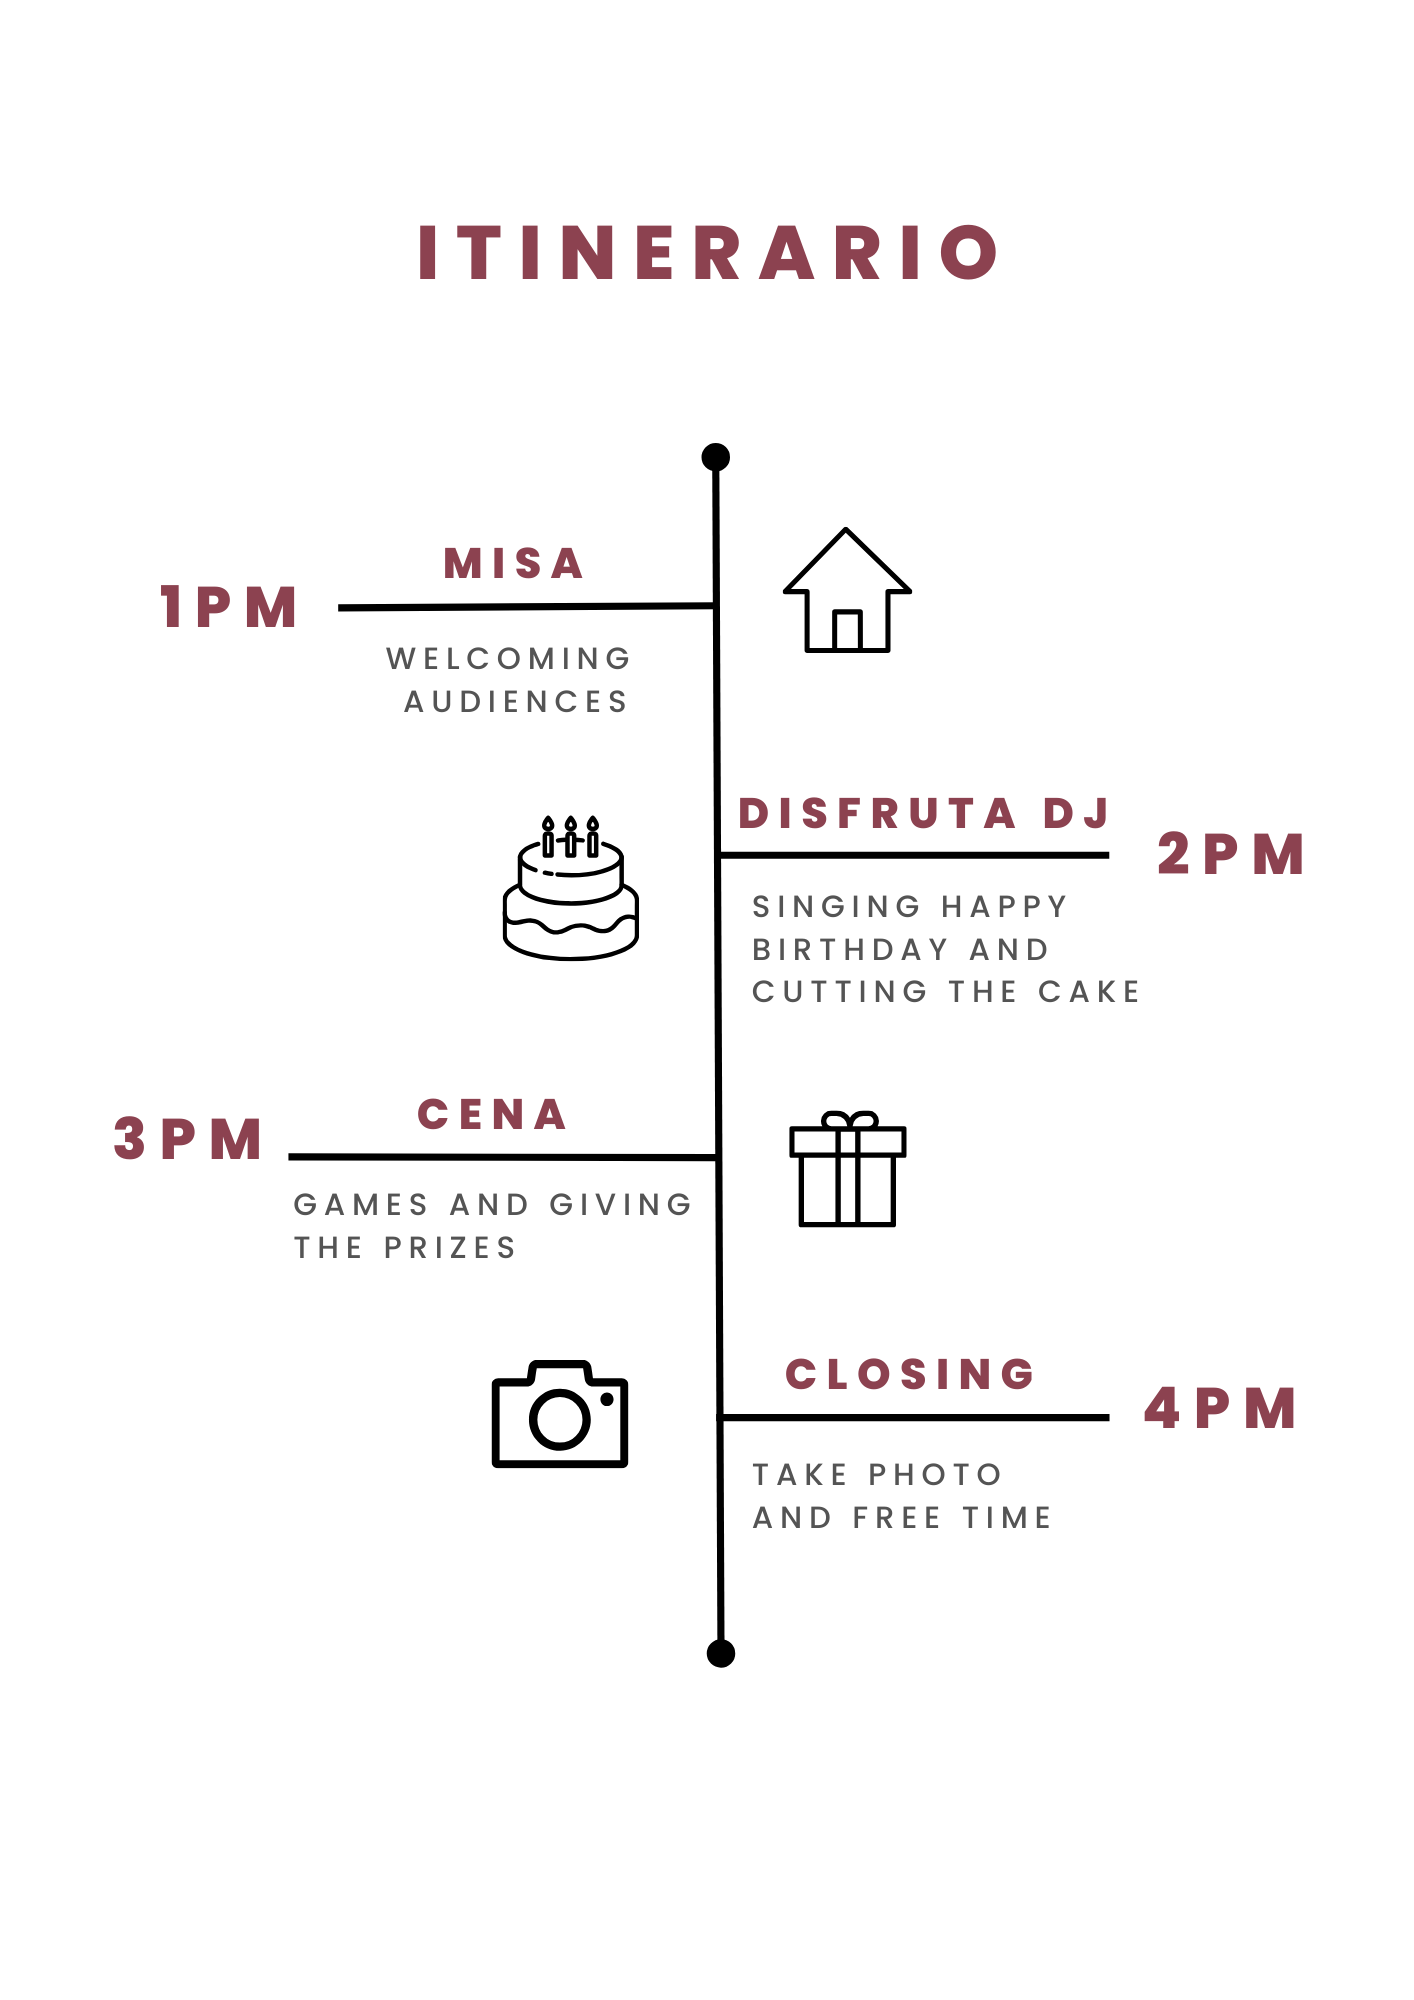 ITINERARIO
MISA
1PM
WELCOMING
AUDIENCES
DISFRUTA DJ
2PM
SINGING HAPPY
BIRTHDAY AND
CUTTING THE CAKE
CENA
3PM
GAMES AND GIVING
THE PRIZES
CLOSING
4PM
TAKE PHOTO
AND FREE TIME